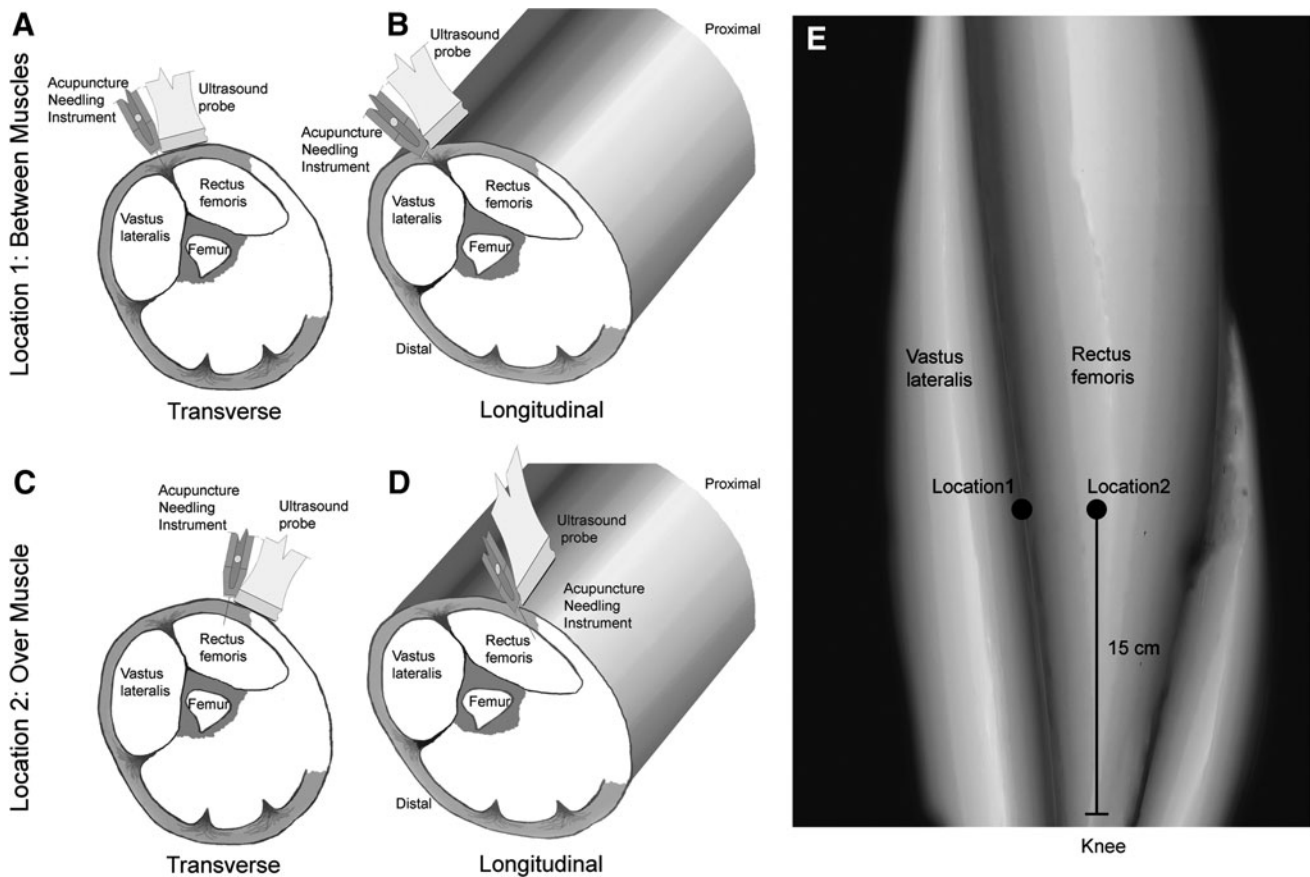 A
Acupuncture
Needling
Instrument
Ultrasound
probe
Vastus
lateralis
Rectus
femoris
Femur
Transverse
B
Ultrasound
probe
Proximal
Acupuncture
Needling
Instrument
Vastus
lateralis
Rectus
femoris
Femur
Distal
Longitudinal
Location 1: Between Muscles
C
Acupuncture
Needling
Instrument
Ultrasound
probe
Rectus
femoris
Vastus
lateralis
Femur
Transverse
D
Proximal
Ultrasound
probe
Acupuncture
Needling
Instrument
Rectus
femoris
Vastus
lateralis
Femur
Distal
Longitudinal
Location 2: Over Muscle
E
Vastus
lateralis
Rectus
femoris
Location1
Location2
15 cm
Knee